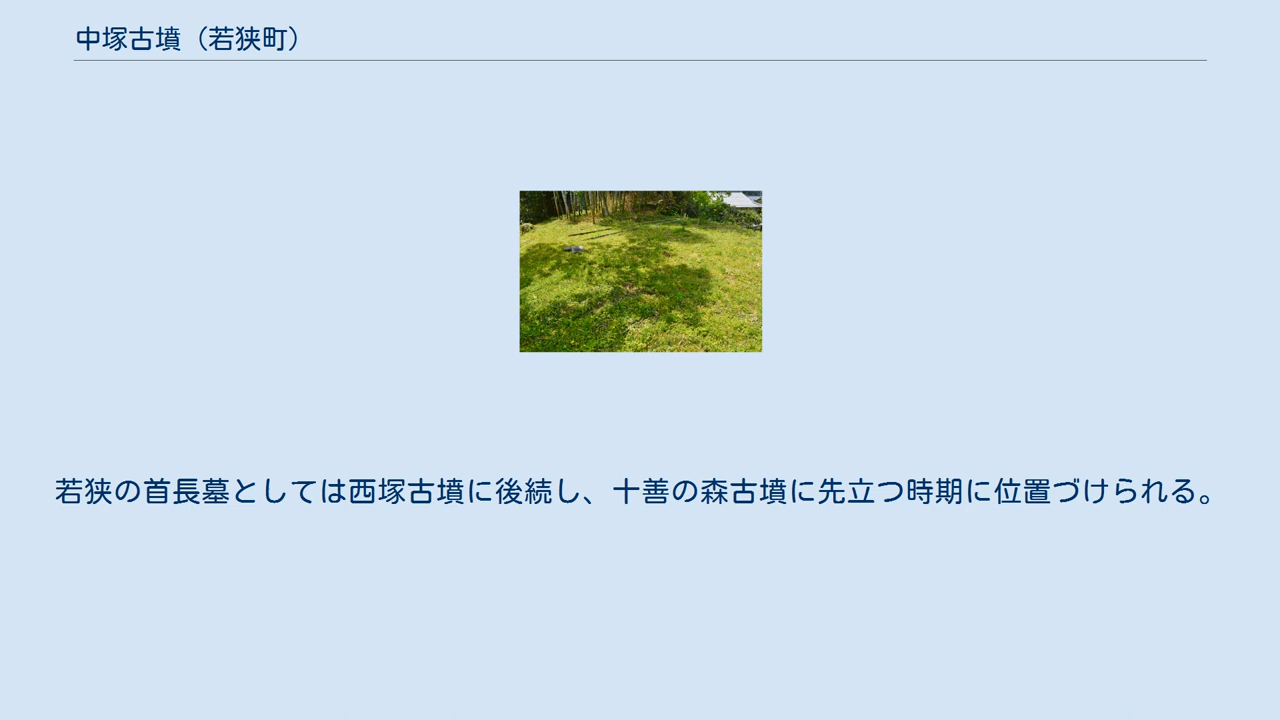 中塚古墳（若狭町）
若狭の首長墓としては西塚古墳に後続し、十善の森古墳に先立つ時期に位置づけられる。